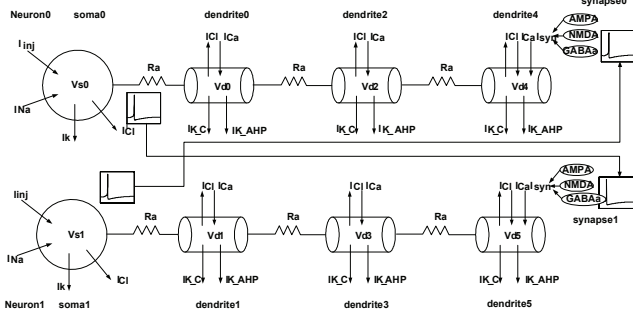 Neuron0 soma0 dendrite0 dendrite2 dendrite4 synapse0
I inj Ra ICl ICa Ra ICl ICa Ra ICl ICa Isyn AMPA
NMDA
GABAa
Vs0 Vd0 Vd2 Vd4
INa
Ik ICl IK_C IK_AHP IK_C IK_AHP IK_C IK_AHP
AMPA
Iinj Ra ICl ICa Ra ICl ICa Ra ICl ICa Isyn NMDA
GABAa
synapse1
Vs1 Vd1 Vd3 Vd5
INa
Ik ICl IK_C IK_AHP IK_C IK_AHP IK_C IK_AHP
Neuron1 soma1 dendrite1 dendrite3 dendrite5